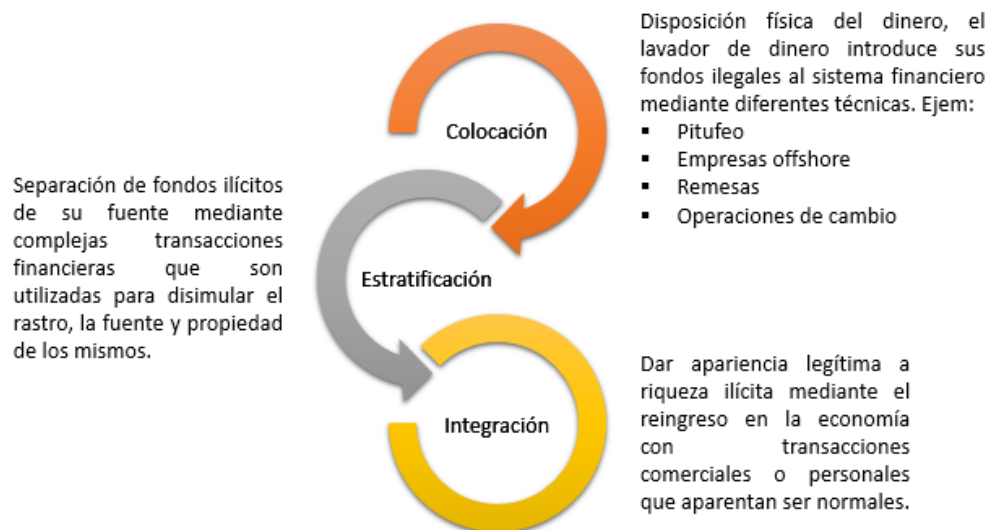 Disposición física del dinero, el
lavador de dinero introduce sus
fondos ilegales al sistema financiero
mediante diferentes técnicas. Ejem:
▪ Pitufeo
▪ Empresas offshore
▪ Remesas
▪ Operaciones de cambio
Colocación
Separación de fondos ilícitos
de su fuente mediante
complejas transacciones
financieras que son
utilizadas para disimular el
rastro, la fuente y propiedad
de los mismos.
Estratificación
Integración
Dar apariencia legítima a
riqueza ilícita mediante el
reingreso en la economía
con transacciones
comerciales o personales
que aparentan ser normales.